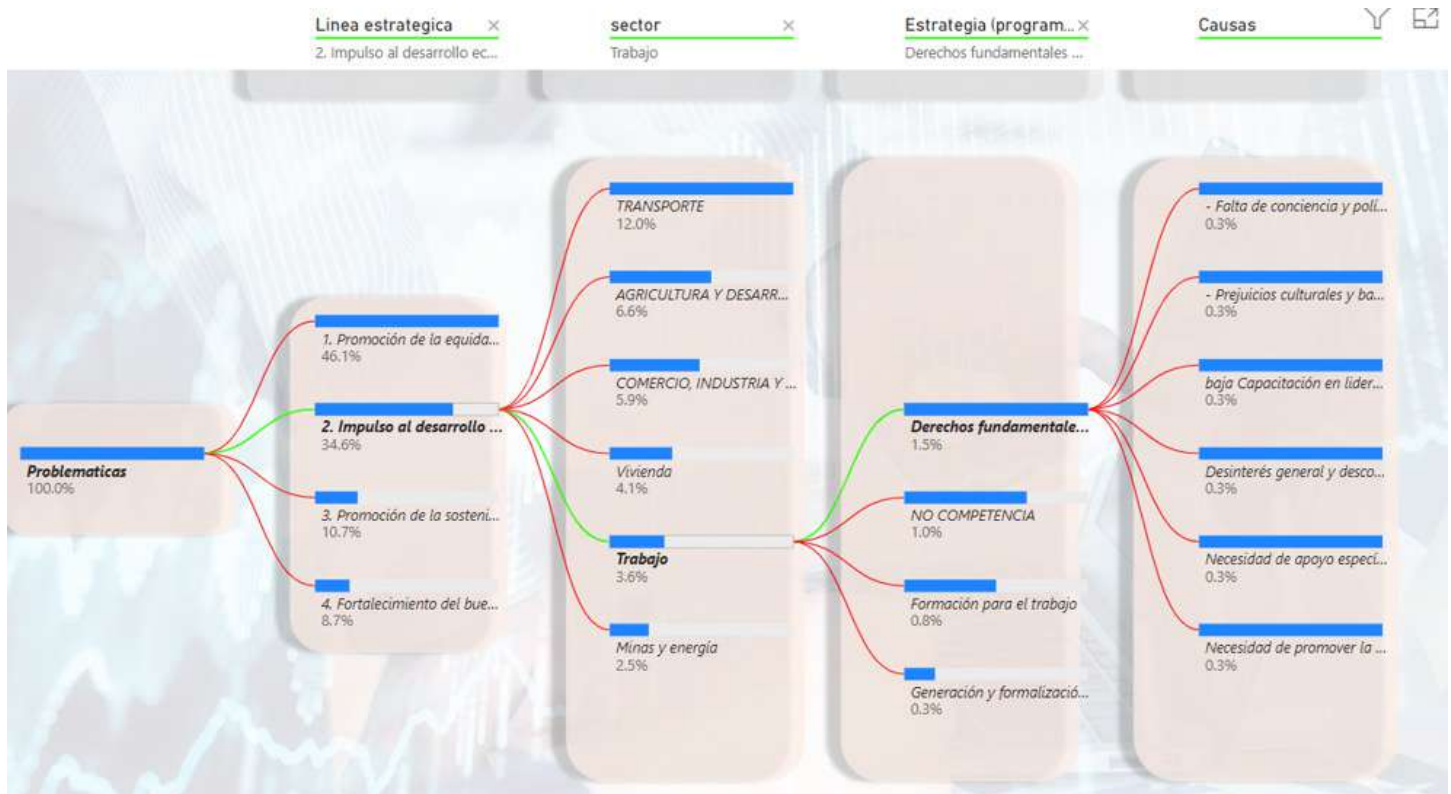 Linea estrategica ×
2. Impulso al desarrollo ec...
sector ×
Trabajo
Estrategia (program... ×
Derechos fundamentales ...
Causas
Problematicas
100.0%
1. Promoción de la equida...
46.1%
2. Impulso al desarrollo ...
34.6%
3. Promoción de la sosteni...
10.7%
4. Fortalecimiento del bue...
8.7%
TRANSPORTE
12.0%
AGRICULTURA Y DESARR...
6.6%
COMERCIO, INDUSTRIA Y ...
5.9%
Vivienda
4.1%
Trabajo
3.6%
Minas y energía
2.5%
Derechos fundamentale...
1.5%
NO COMPETENCIA
1.0%
Formación para el trabajo
0.8%
Generación y formalizació...
0.3%
- Falta de conciencia y polí...
0.3%
- Prejuicios culturales y ba...
0.3%
baja Capacitación en lider...
0.3%
Desinterés general y desco...
0.3%
Necesidad de apoyo especí...
0.3%
Necesidad de promover la ...
0.3%